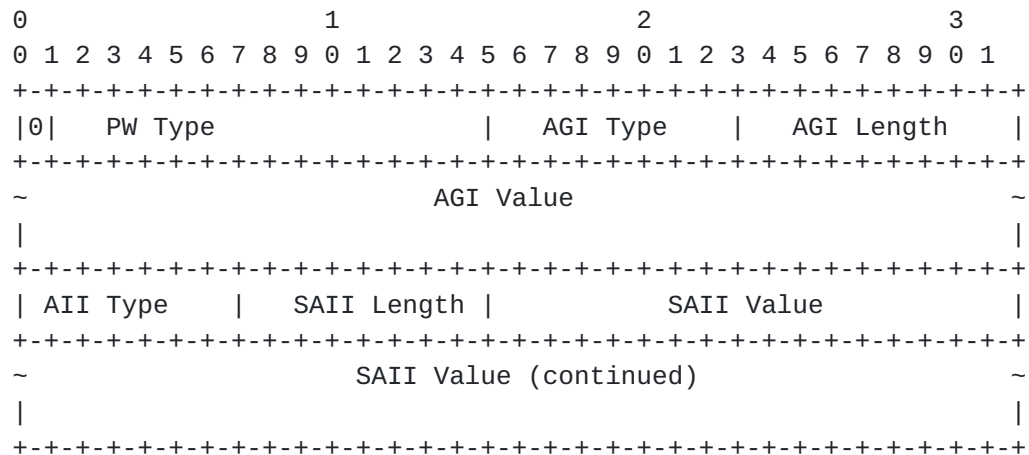 0                   1                   2                   3
0 1 2 3 4 5 6 7 8 9 0 1 2 3 4 5 6 7 8 9 0 1 2 3 4 5 6 7 8 9 0 1
+-+-+-+-+-+-+-+-+-+-+-+-+-+-+-+-+-+-+-+-+-+-+-+-+-+-+-+-+-+-+-+-+
|0|   PW Type                 |   AGI Type    |   AGI Length    |
+-+-+-+-+-+-+-+-+-+-+-+-+-+-+-+-+-+-+-+-+-+-+-+-+-+-+-+-+-+-+-+-+
~                          AGI Value                            ~
|                                                               |
+-+-+-+-+-+-+-+-+-+-+-+-+-+-+-+-+-+-+-+-+-+-+-+-+-+-+-+-+-+-+-+-+
| AII Type    |   SAII Length |           SAII Value            |
+-+-+-+-+-+-+-+-+-+-+-+-+-+-+-+-+-+-+-+-+-+-+-+-+-+-+-+-+-+-+-+-+
~                     SAII Value (continued)                    ~
|                                                               |
+-+-+-+-+-+-+-+-+-+-+-+-+-+-+-+-+-+-+-+-+-+-+-+-+-+-+-+-+-+-+-+-+